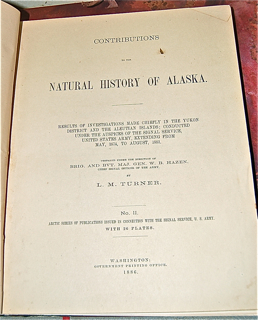 CONTRIBUTIONS
TO THE
NATURAL HISTORY OF ALASKA.
RESULTS OF INVESTIGATIONS MADE CHIEFLY IN THE YUKON
DISTRICT AND THE ALEUTIAN ISLANDS; CONDUCTED
UNDER THE AUSPICES OF THE SIGNAL SERVICE,
UNITED STATES ARMY, EXTENDING FROM
MAY, 1874, TO AUGUST, 1881.
PREPARED UNDER THE DIRECTION OF
BRIG. AND BVT. MAJ. GEN. W. B. HAZEN,
CHIEF SIGNAL OFFICER OF THE ARMY,
BY
L. M. TURNER.
No. II.
ARCTIC SERIES OF PUBLICATIONS ISSUED IN CONNECTION WITH THE SIGNAL SERVICE, U. S. ARMY.
WITH 26 PLATES.
WASHINGTON:
GOVERNMENT PRINTING OFFICE.
1886.